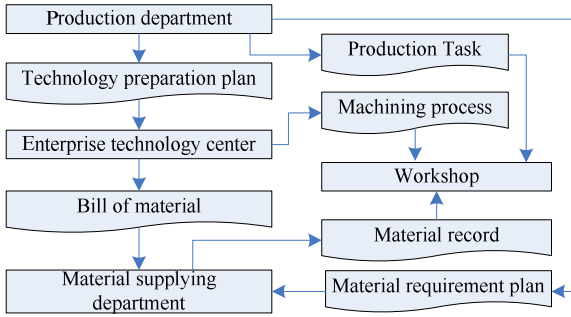 Production department
Production Task
Technology preparation plan
Machining process
Enterprise technology center
Workshop
Bill of material
Material record
Material supplying
department
Material requirement plan